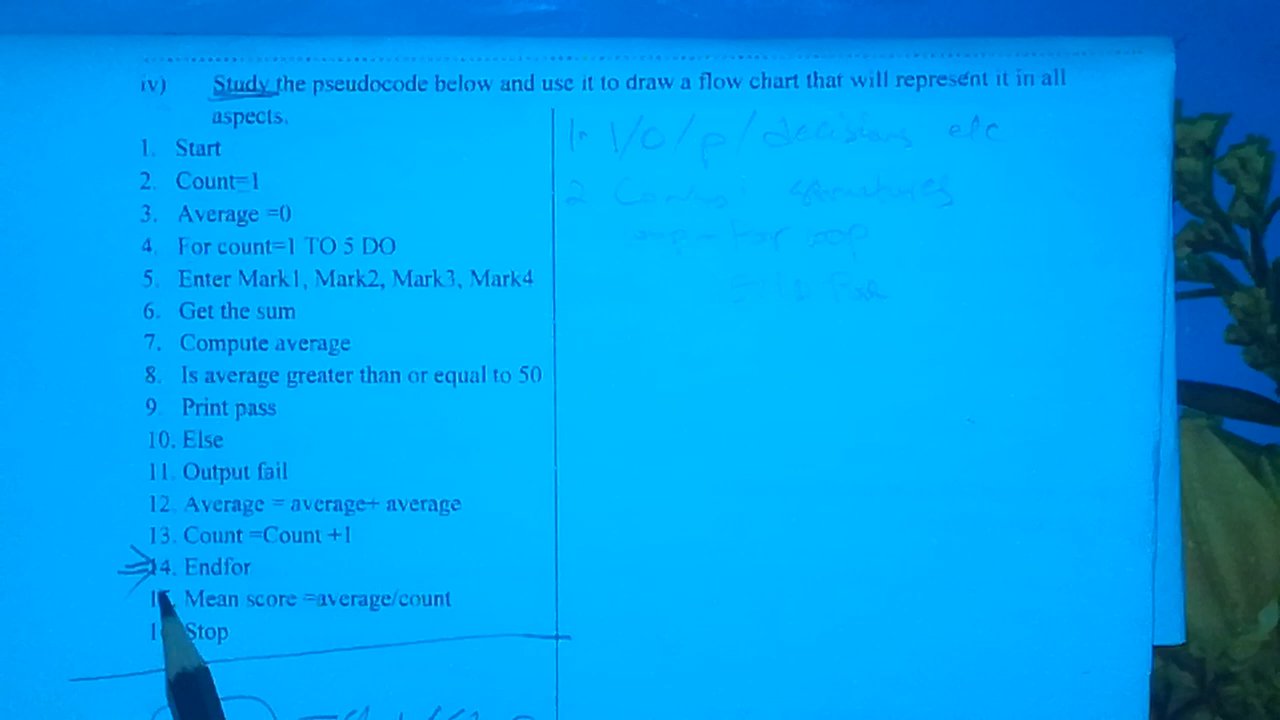 iv) Study the pseudocode below and use it to draw a flow chart that will represent it in all
aspects.
1. Start
2. Count=1
3. Average =0
4. For count=1 TO 5 DO
5. Enter Mark1, Mark2, Mark3, Mark4
6. Get the sum
7. Compute average
8. Is average greater than or equal to 50
9. Print pass
10. Else
11. Output fail
12. Average = average+ average
13. Count =Count +1
14. Endfor
Mean score =average/count
Stop
1. I/O/p/decisions etc
2 structures
For loop